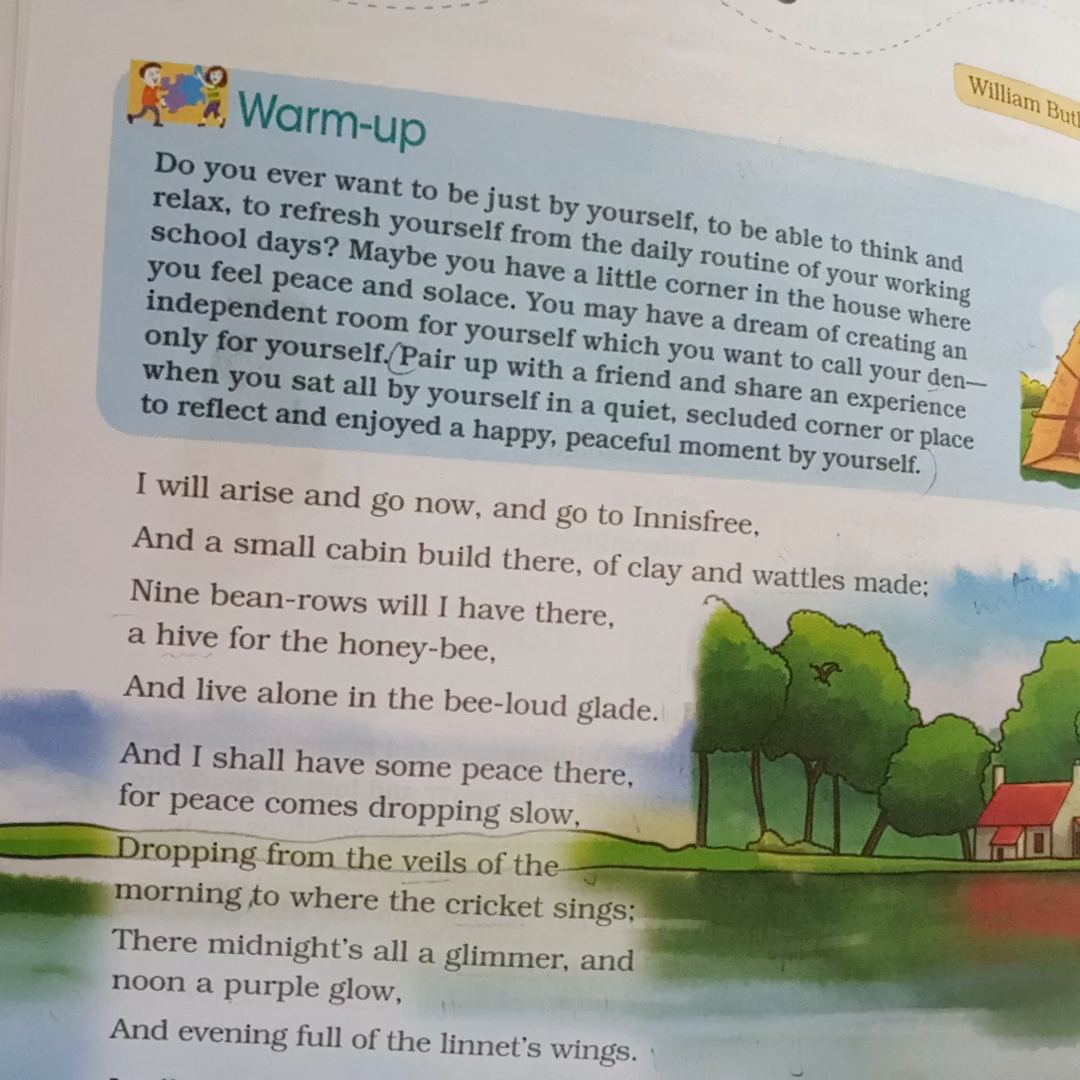 William
Warm-up
Do you ever want to be just by yourself, to be able to think and
relax, to refresh yourself from the daily routine of your working
school days? Maybe you have a little corner in the house where
you feel peace and solace. You may have a dream of creating an
independent room for yourself which you want to call your den—
only for yourself. Pair up with a friend and share an experience
when you sat all by yourself in a quiet, secluded corner or place
to reflect and enjoyed a happy, peaceful moment by yourself.
I will arise and go now, and go to Innisfree,
And a small cabin build there, of clay and wattles made;
Nine bean-rows will I have there,
a hive for the honey-bee,
And live alone in the bee-loud glade.
And I shall have some peace there,
for peace comes dropping slow,
Dropping from the veils of the
morning to where the cricket sings;
There midnight's all a glimmer, and
noon a purple glow,
And evening full of the linnet's wings.